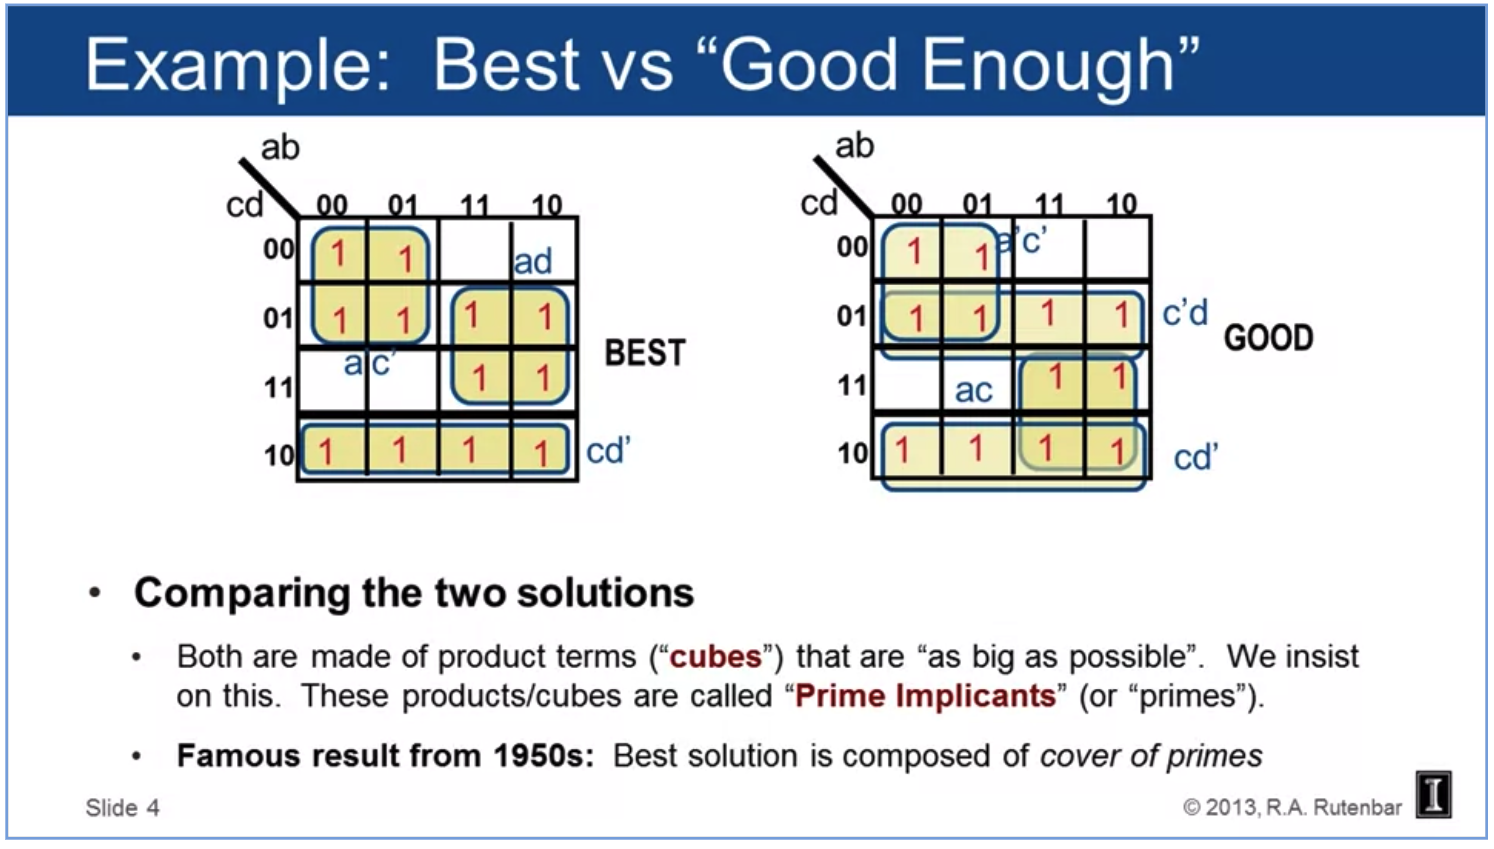 Example: Best vs “Good Enough”
ab
cd 00 01 11 10
00 1 1 ad
01 1 1 1 1
BEST
a'c'
11 1 1
10 1 1 1 1 cd'
ab
cd 00 01 11 10
00 1 1 a'c'
01 1 1 1 1 c'd
GOOD
11 ac 1 1
10 1 1 1 1 cd'
• Comparing the two solutions
• Both are made of product terms (“cubes”) that are “as big as possible”. We insist
on this. These products/cubes are called “Prime Implicants” (or “primes”).
• Famous result from 1950s: Best solution is composed of cover of primes
Slide 4
© 2013, R.A. Rutenbar
I